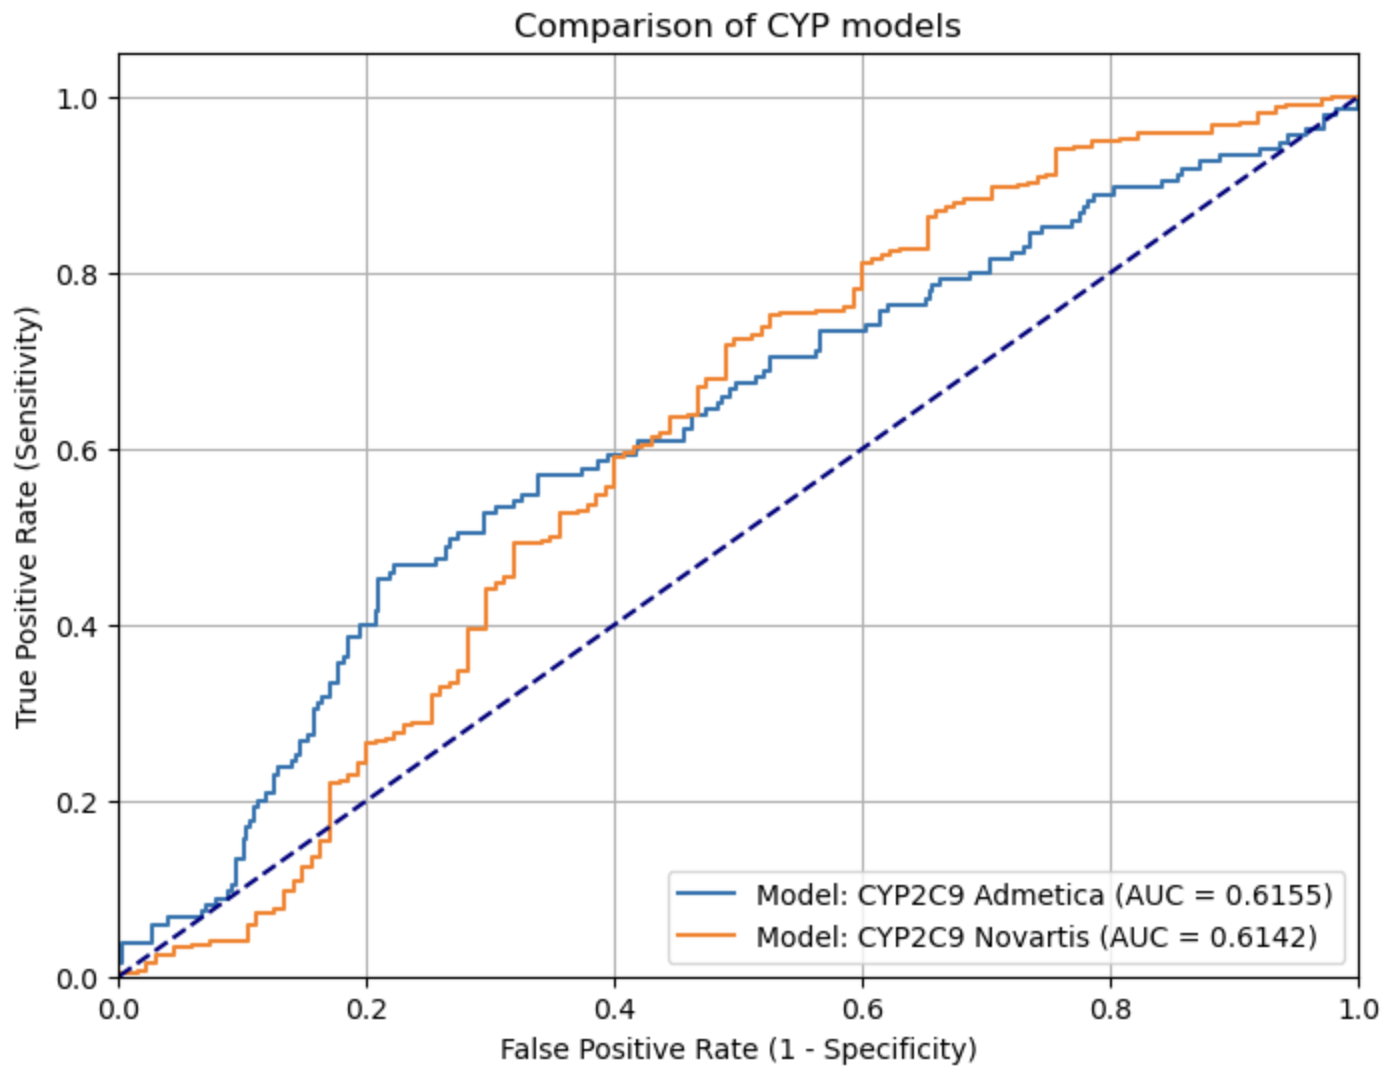 Comparison of CYP models
True Positive Rate (Sensitivity)
1.0
0.8
0.6
0.4
0.2
0.0
Model: CYP2C9 Admetica (AUC = 0.6155)
Model: CYP2C9 Novartis (AUC = 0.6142)
0.0 0.2 0.4 0.6 0.8 1.0
False Positive Rate (1 - Specificity)